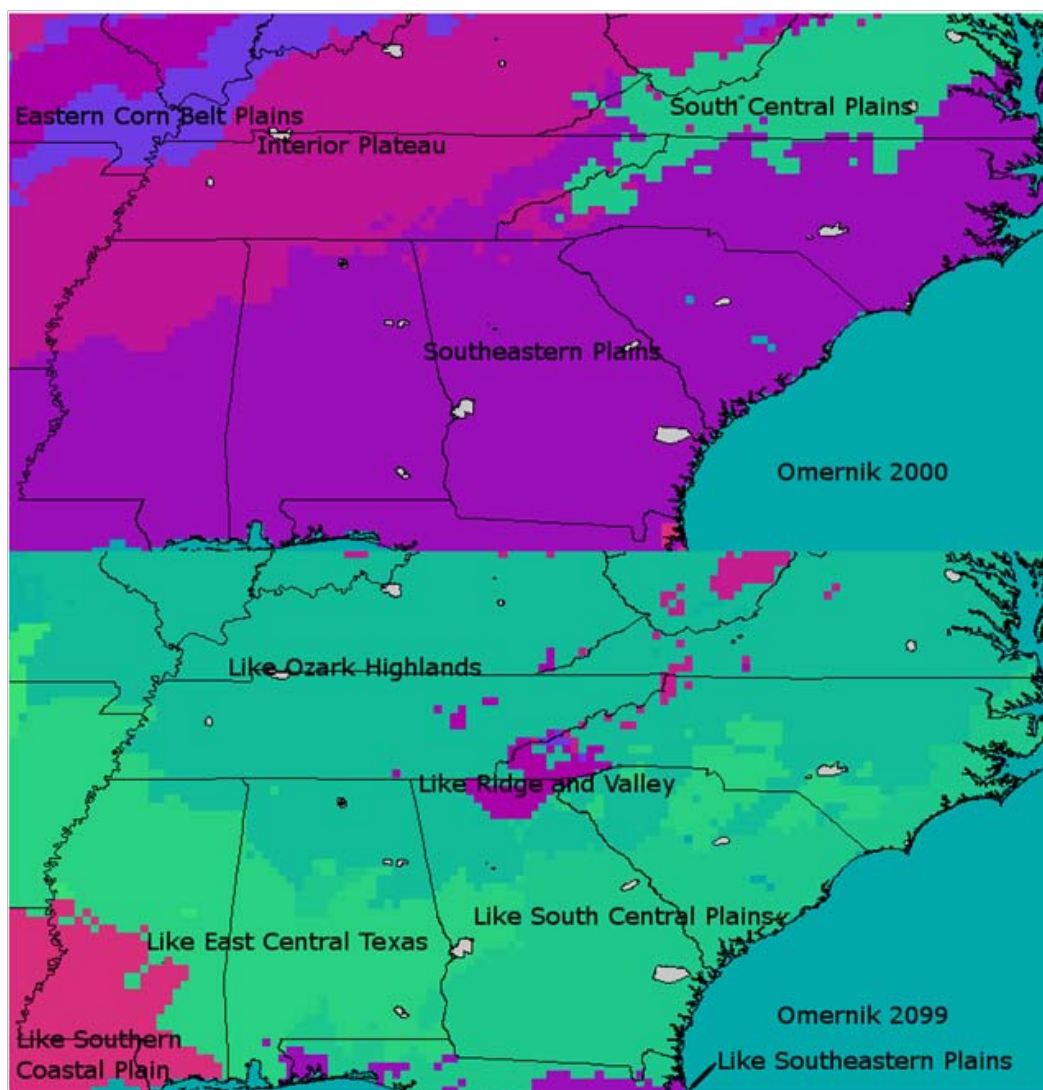 Eastern Corn Belt Plains
South Central Plains
Interior Plateau
Southeastern Plains
Omernik 2000
Like Ozark Highlands
Like Ridge and Valley
Like South Central Plains
Like East Central Texas
Omernik 2099
Like Southern
Coastal Plain
Like Southeastern Plains